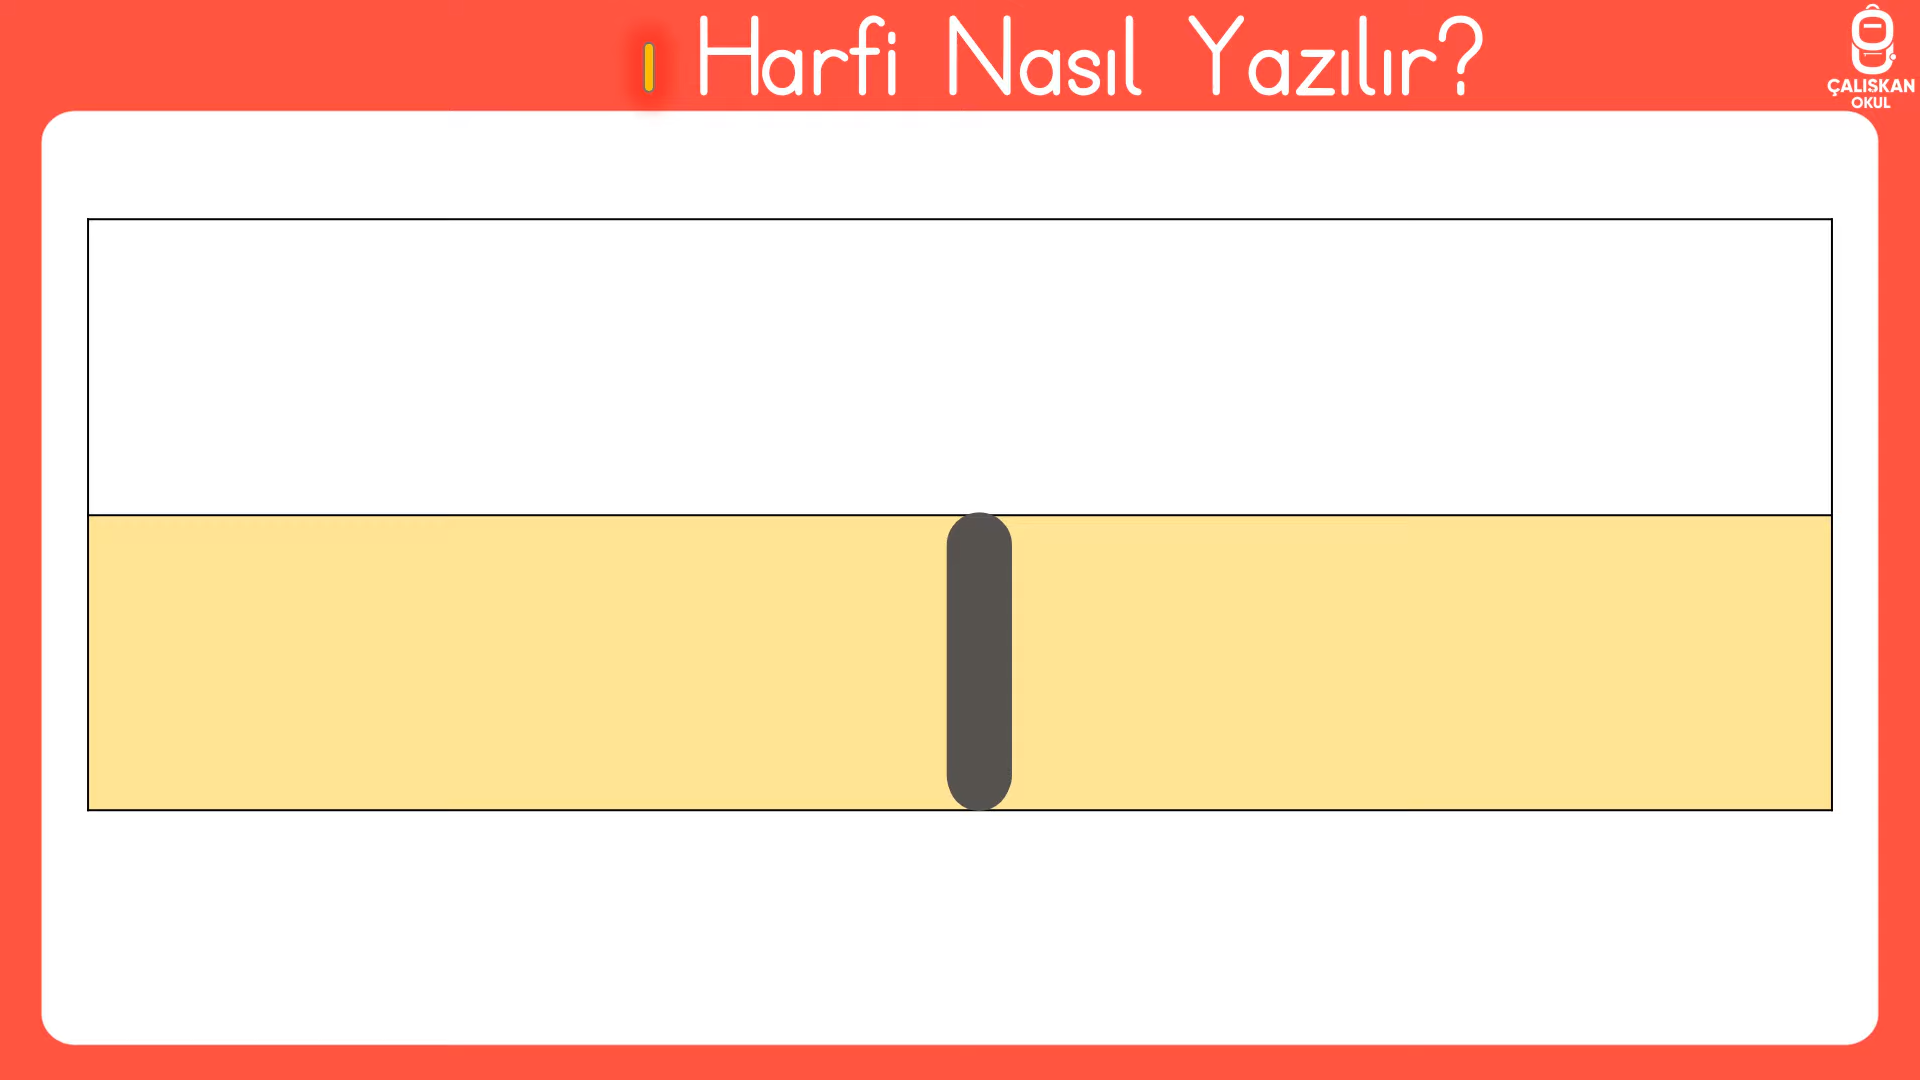 ı Harfi Nasıl Yazılır?
ÇALIŞKAN
OKUL
ı